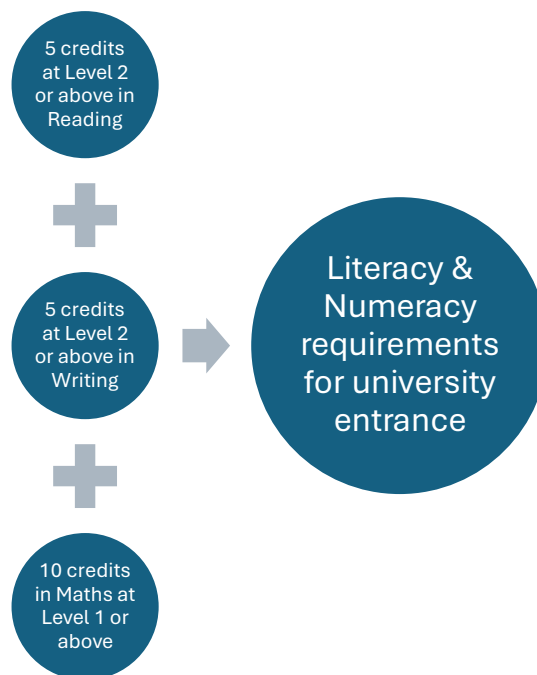 5 credits
at Level 2
or above in
Reading
5 credits
at Level 2
or above in
Writing
10 credits
in Maths at
Level 1 or
above
Literacy &
Numeracy
requirements
for university
entrance